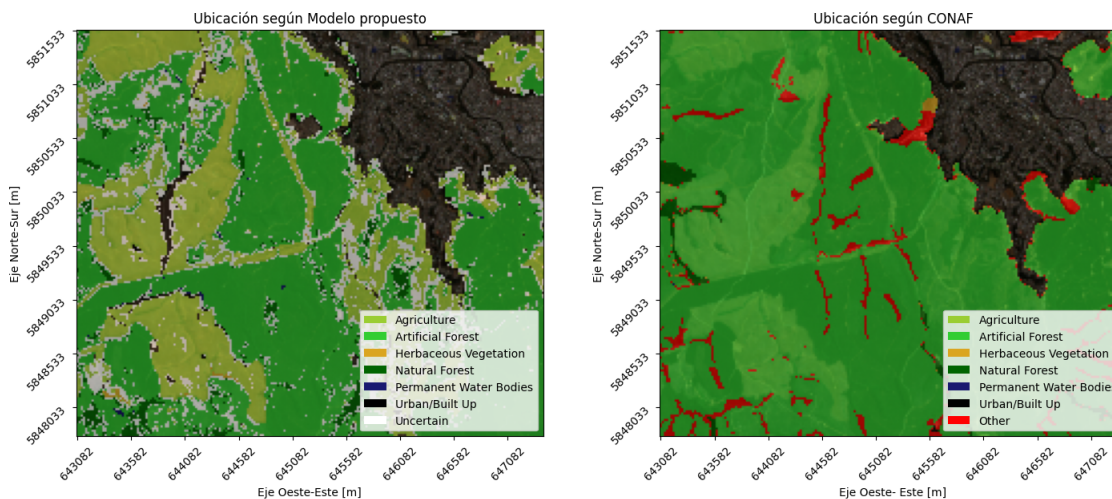 Ubicación según Modelo propuesto
Eje Norte-Sur [m]
5851533
5851033
5850533
5850033
5849533
5849033
5848533
5848033
Agriculture
Artificial Forest
Herbaceous Vegetation
Natural Forest
Permanent Water Bodies
Urban/Built Up
Uncertain
643082
643582
644082
644582
645082
645582
646082
646582
647082
Eje Oeste-Este [m]
Ubicación según CONAF
Eje Norte-Sur [m]
5851533
5851033
5850533
5850033
5849533
5849033
5848533
5848033
Agriculture
Artificial Forest
Herbaceous Vegetation
Natural Forest
Permanent Water Bodies
Urban/Built Up
Other
643082
643582
644082
644582
645082
645582
646082
646582
647082
Eje Oeste- Este [m]